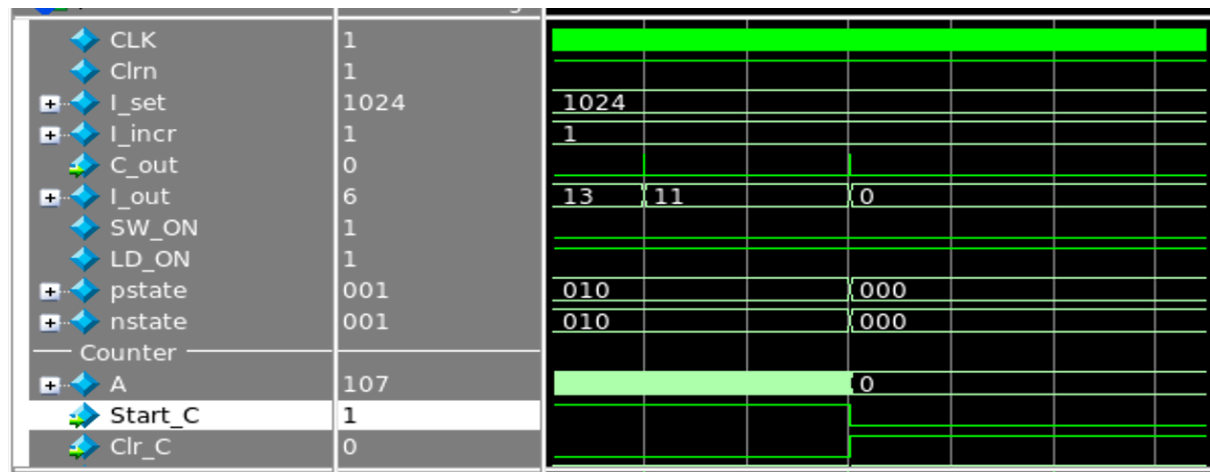 CLK 1
Clrn 1
I_set 1024 1024
I_incr 1 1
C_out 0
I_out 6 13 11 0
SW_ON 1
LD_ON 1
pstate 001 010 000
nstate 001 010 000
Counter
A 107 0
Start_C 1
Clr_C 0